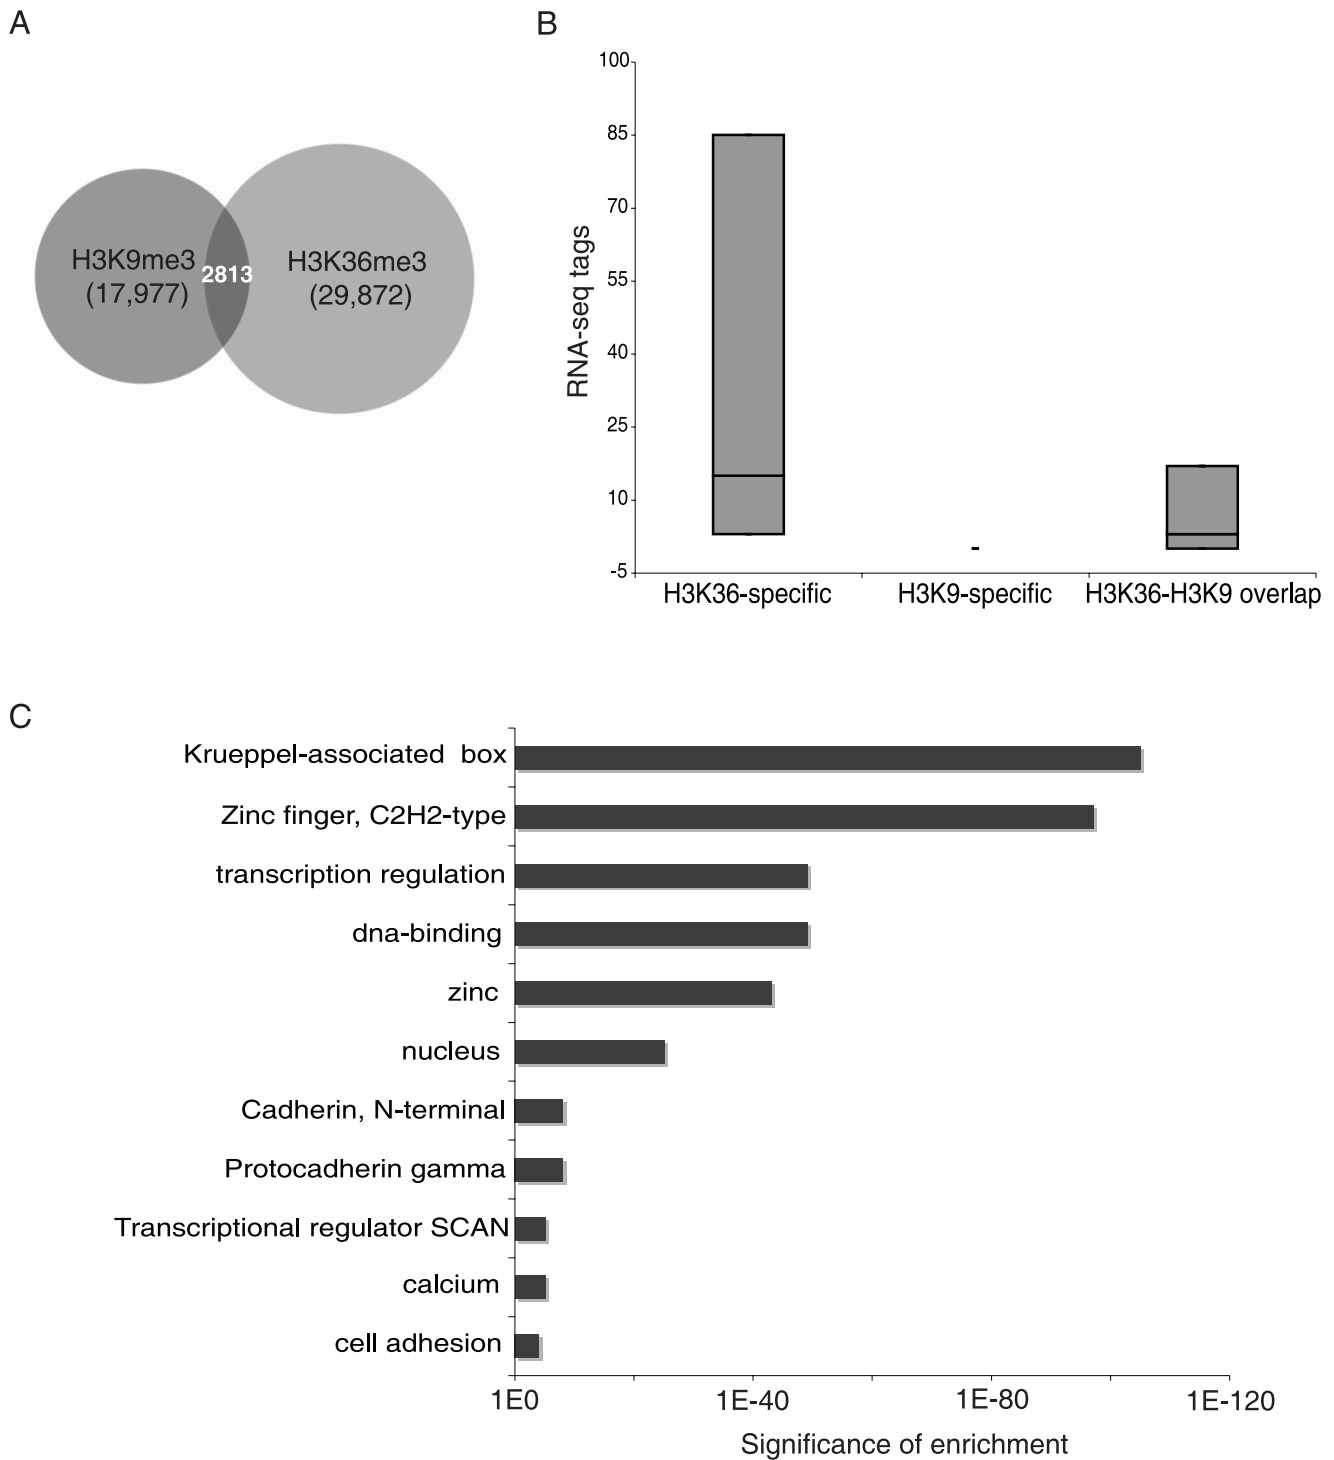 A
H3K9me3
(17,977)
2813
H3K36me3
(29,872)
B
RNA-seq tags
100
85
70
55
40
25
10
-5
H3K36-specific
H3K9-specific
H3K36-H3K9 overlap
C
Krueppel-associated box
Zinc finger, C2H2-type
transcription regulation
dna-binding
zinc
nucleus
Cadherin, N-terminal
Protocadherin gamma
Transcriptional regulator SCAN
calcium
cell adhesion
1E0
1E-40
1E-80
1E-120
Significance of enrichment